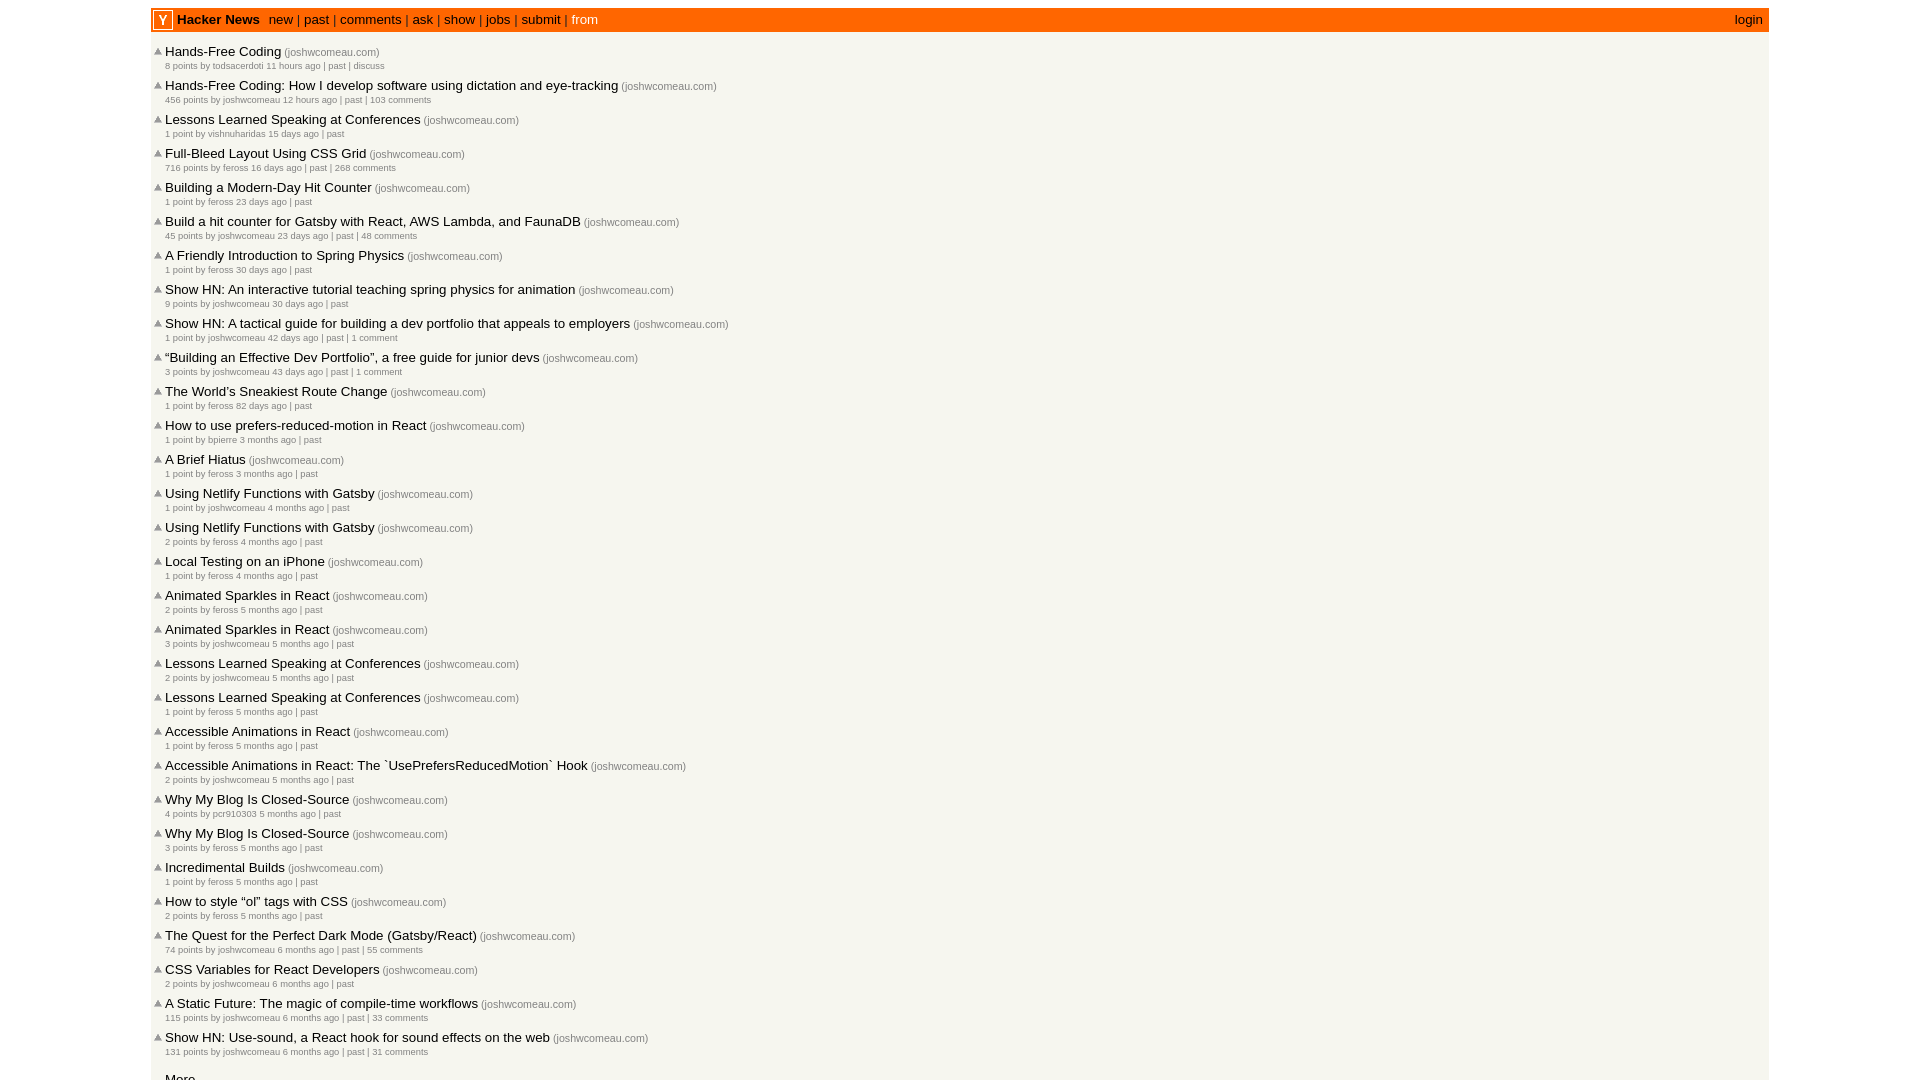 Y Hacker News new | past | comments | ask | show | jobs | submit | from login
Hands-Free Coding (joshwcomeau.com)
8 points by todsacerdoti 11 hours ago | past | discuss
Hands-Free Coding: How I develop software using dictation and eye-tracking (joshwcomeau.com)
456 points by joshwcomeau 12 hours ago | past | 103 comments
Lessons Learned Speaking at Conferences (joshwcomeau.com)
1 point by vishnuharidas 15 days ago | past
Full-Bleed Layout Using CSS Grid (joshwcomeau.com)
716 points by feross 16 days ago | past | 268 comments
Building a Modern-Day Hit Counter (joshwcomeau.com)
1 point by feross 23 days ago | past
Build a hit counter for Gatsby with React, AWS Lambda, and FaunaDB (joshwcomeau.com)
45 points by joshwcomeau 23 days ago | past | 48 comments
A Friendly Introduction to Spring Physics (joshwcomeau.com)
1 point by feross 30 days ago | past
Show HN: An interactive tutorial teaching spring physics for animation (joshwcomeau.com)
9 points by joshwcomeau 30 days ago | past
Show HN: A tactical guide for building a dev portfolio that appeals to employers (joshwcomeau.com)
1 point by joshwcomeau 42 days ago | past | 1 comment
“Building an Effective Dev Portfolio”, a free guide for junior devs (joshwcomeau.com)
3 points by joshwcomeau 43 days ago | past | 1 comment
The World’s Sneakiest Route Change (joshwcomeau.com)
1 point by feross 82 days ago | past
How to use prefers-reduced-motion in React (joshwcomeau.com)
1 point by bpierre 3 months ago | past
A Brief Hiatus (joshwcomeau.com)
1 point by feross 3 months ago | past
Using Netlify Functions with Gatsby (joshwcomeau.com)
1 point by joshwcomeau 4 months ago | past
Using Netlify Functions with Gatsby (joshwcomeau.com)
2 points by feross 4 months ago | past
Local Testing on an iPhone (joshwcomeau.com)
1 point by feross 4 months ago | past
Animated Sparkles in React (joshwcomeau.com)
2 points by feross 5 months ago | past
Animated Sparkles in React (joshwcomeau.com)
3 points by joshwcomeau 5 months ago | past
Lessons Learned Speaking at Conferences (joshwcomeau.com)
2 points by joshwcomeau 5 months ago | past
Lessons Learned Speaking at Conferences (joshwcomeau.com)
1 point by feross 5 months ago | past
Accessible Animations in React (joshwcomeau.com)
1 point by feross 5 months ago | past
Accessible Animations in React: The `UsePrefersReducedMotion` Hook (joshwcomeau.com)
2 points by joshwcomeau 5 months ago | past
Why My Blog Is Closed-Source (joshwcomeau.com)
4 points by pcr910303 5 months ago | past
Why My Blog Is Closed-Source (joshwcomeau.com)
3 points by feross 5 months ago | past
Incredimental Builds (joshwcomeau.com)
1 point by feross 5 months ago | past
How to style “ol” tags with CSS (joshwcomeau.com)
2 points by feross 5 months ago | past
The Quest for the Perfect Dark Mode (Gatsby/React) (joshwcomeau.com)
74 points by joshwcomeau 6 months ago | past | 55 comments
CSS Variables for React Developers (joshwcomeau.com)
2 points by joshwcomeau 6 months ago | past
A Static Future: The magic of compile-time workflows (joshwcomeau.com)
115 points by joshwcomeau 6 months ago | past | 33 comments
Show HN: Use-sound, a React hook for sound effects on the web (joshwcomeau.com)
131 points by joshwcomeau 6 months ago | past | 31 comments
More